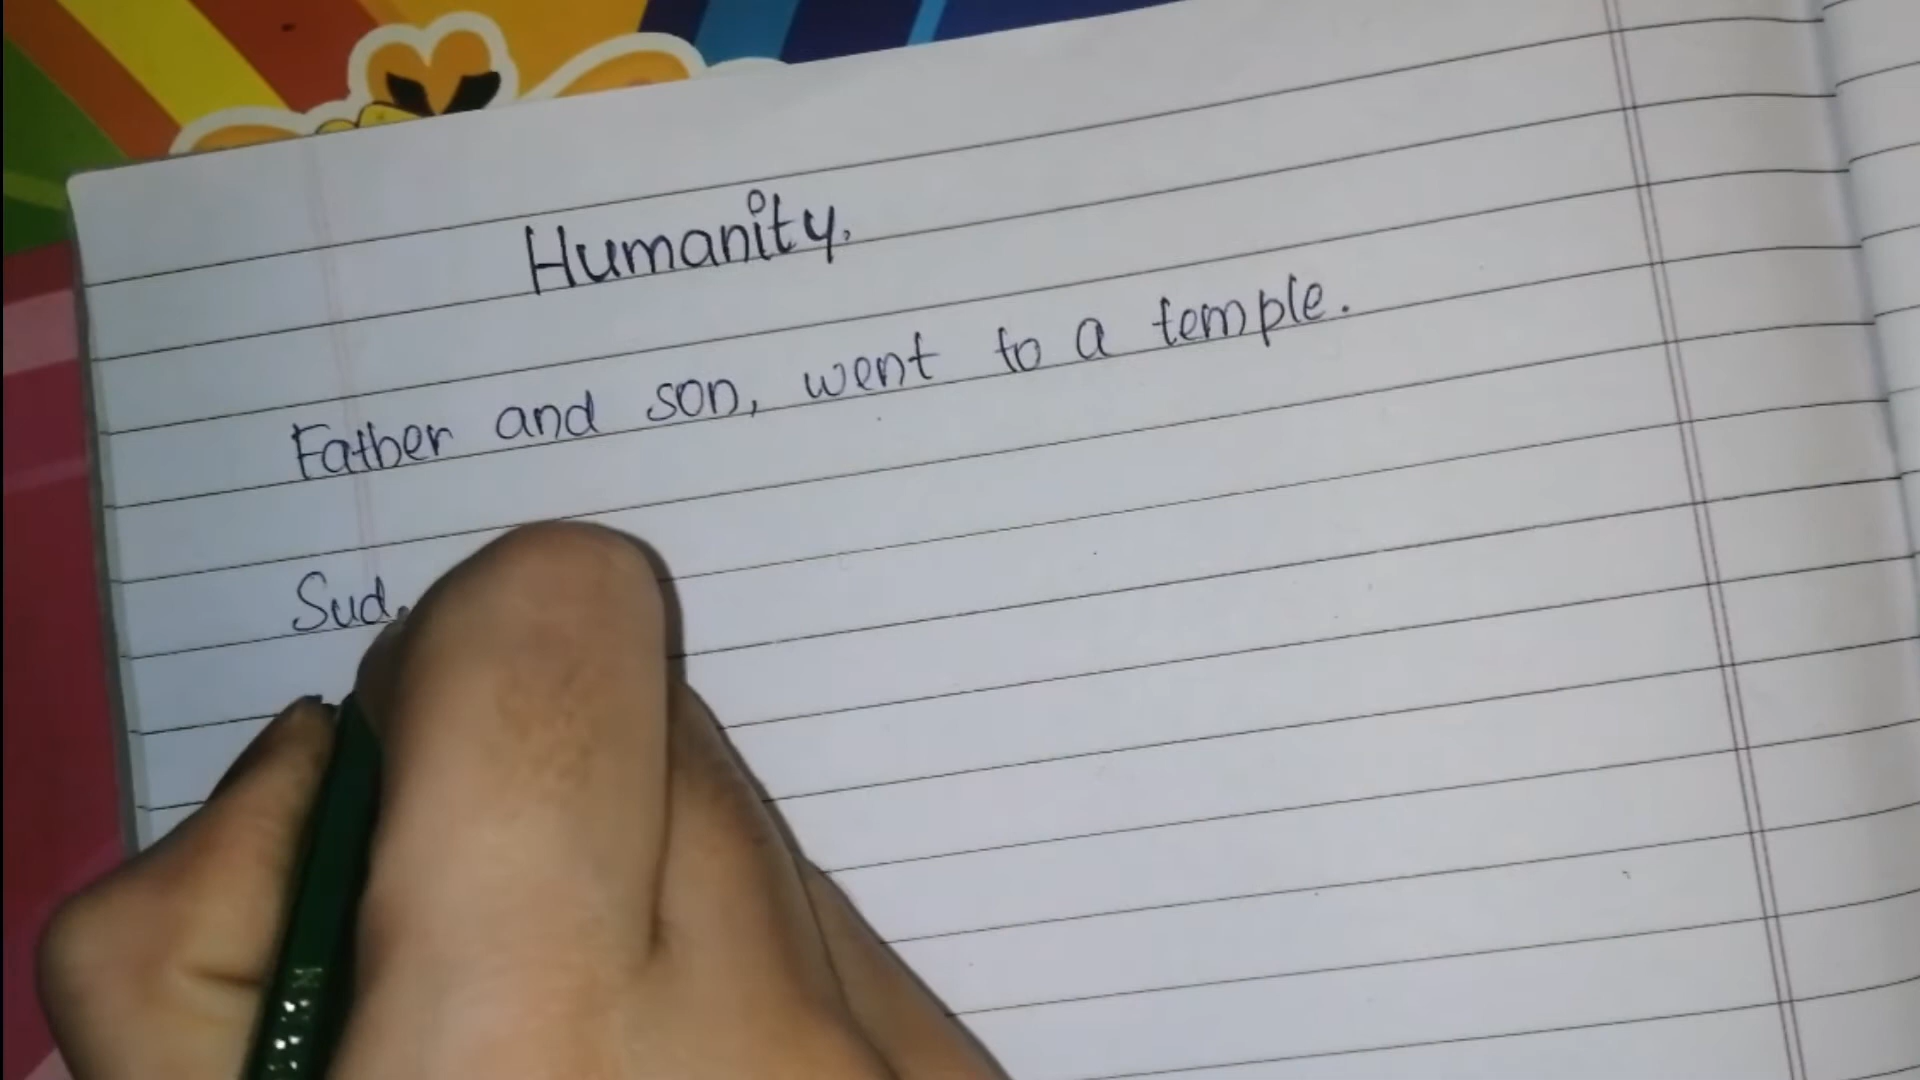 Humanity.
Father and son, went to a temple.
Sud